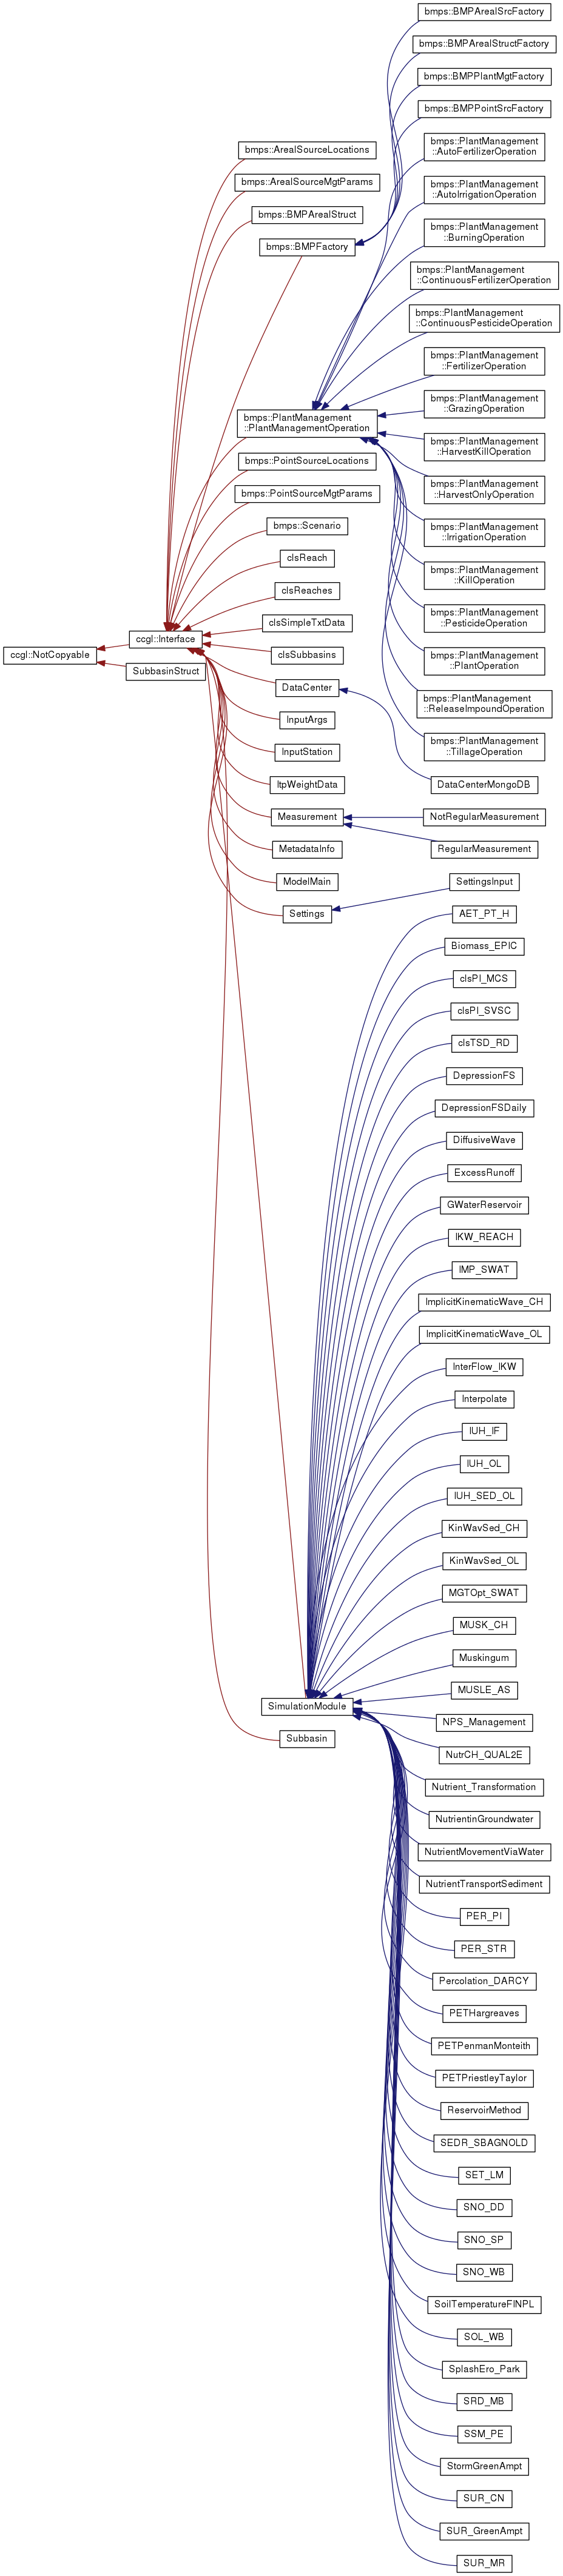 ccgl::NotCopyable
ccgl::Interface
SubbasinStruct
bmps::ArealSourceLocations
bmps::ArealSourceMgtParams
bmps::BMPArealStruct
bmps::BMPFactory
bmps::PlantManagement
::PlantManagementOperation
bmps::PointSourceLocations
bmps::PointSourceMgtParams
bmps::Scenario
clsReach
clsReaches
clsSimpleTxtData
clsSubbasins
DataCenter
InputArgs
InputStation
ItpWeightData
Measurement
MetadataInfo
ModelMain
Settings
SimulationModule
Subbasin
bmps::BMPArealSrcFactory
bmps::BMPArealStructFactory
bmps::BMPPlantMgtFactory
bmps::BMPPointSrcFactory
bmps::PlantManagement
::AutoFertilizerOperation
bmps::PlantManagement
::AutoIrrigationOperation
bmps::PlantManagement
::BurningOperation
bmps::PlantManagement
::ContinuousFertilizerOperation
bmps::PlantManagement
::ContinuousPesticideOperation
bmps::PlantManagement
::FertilizerOperation
bmps::PlantManagement
::GrazingOperation
bmps::PlantManagement
::HarvestKillOperation
bmps::PlantManagement
::HarvestOnlyOperation
bmps::PlantManagement
::IrrigationOperation
bmps::PlantManagement
::KillOperation
bmps::PlantManagement
::PesticideOperation
bmps::PlantManagement
::PlantOperation
bmps::PlantManagement
::ReleaseImpoundOperation
bmps::PlantManagement
::TillageOperation
DataCenterMongoDB
NotRegularMeasurement
RegularMeasurement
SettingsInput
AET_PT_H
Biomass_EPIC
clsPI_MCS
clsPI_SVSC
clsTSD_RD
DepressionFS
DepressionFSDaily
DiffusiveWave
ExcessRunoff
GWaterReservoir
IKW_REACH
IMP_SWAT
ImplicitKinematicWave_CH
ImplicitKinematicWave_OL
InterFlow_IKW
Interpolate
IUH_IF
IUH_OL
IUH_SED_OL
KinWavSed_CH
KinWavSed_OL
MGTOpt_SWAT
MUSK_CH
Muskingum
MUSLE_AS
NPS_Management
NutrCH_QUAL2E
Nutrient_Transformation
NutrientinGroundwater
NutrientMovementViaWater
NutrientTransportSediment
PER_PI
PER_STR
Percolation_DARCY
PETHargreaves
PETPenmanMonteith
PETPriestleyTaylor
ReservoirMethod
SEDR_SBAGNOLD
SET_LM
SNO_DD
SNO_SP
SNO_WB
SoilTemperatureFINPL
SOL_WB
SplashEro_Park
SRD_MB
SSM_PE
StormGreenAmpt
SUR_CN
SUR_GreenAmpt
SUR_MR